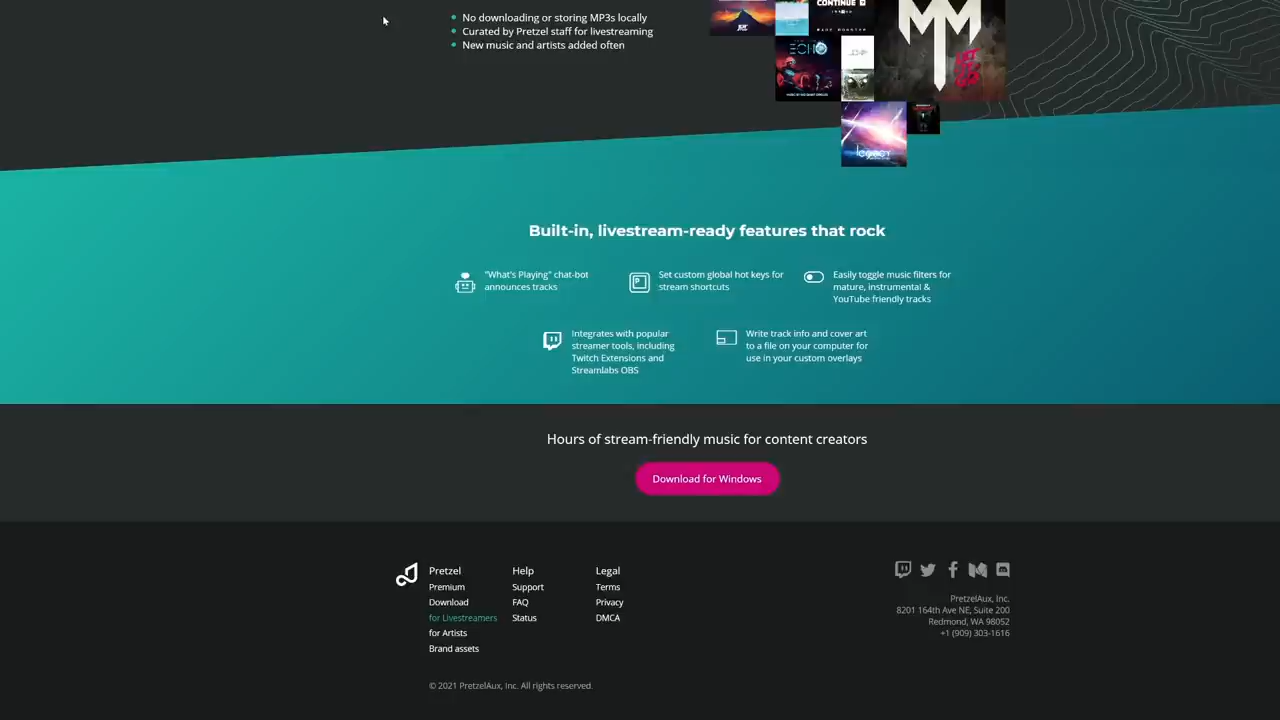 No downloading or storing MP3s locally
Curated by Pretzel staff for livestreaming
New music and artists added often
CONTINUE
ECHO
LEGACY
Built-in, livestream-ready features that rock
"What's Playing" chat-bot
announces tracks
Set custom global hot keys for
stream shortcuts
Easily toggle music filters for
mature, instrumental &
YouTube friendly tracks
Integrates with popular
streamer tools, including
Twitch Extensions and
Streamlabs OBS
Write track info and cover art
to a file on your computer for
use in your custom overlays
Hours of stream-friendly music for content creators
Download for Windows
Pretzel
Premium
Download
for Livestreamers
for Artists
Brand assets
Help
Support
FAQ
Status
Legal
Terms
Privacy
DMCA
PretzelAux, Inc.
8201 164th Ave NE, Suite 200
Redmond, WA 98052
+1 (909) 303-1616
© 2021 PretzelAux, Inc. All rights reserved.